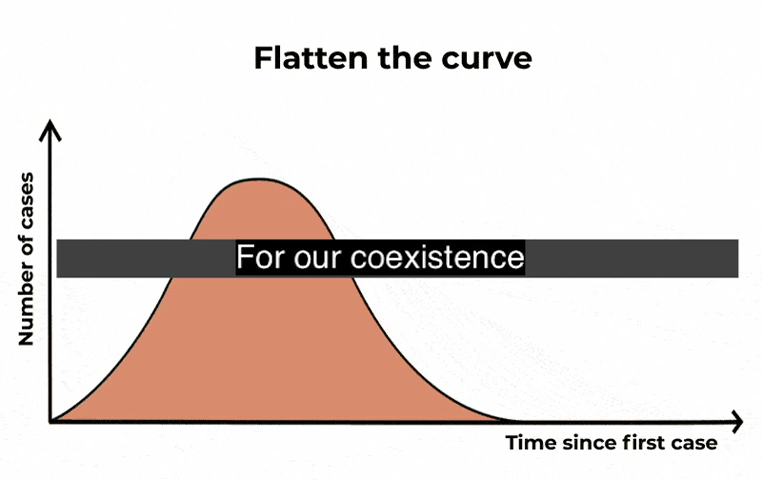 Flatten the curve
Number of cases
For our coexistence
Time since first case